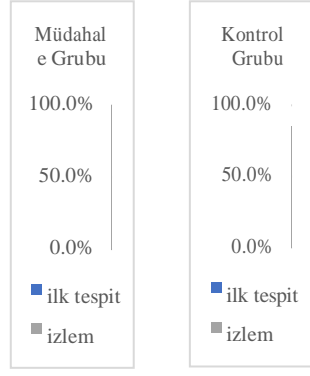 Müdahal
e Grubu
100.0%
50.0%
0.0%
ilk tespit
izlem
Kontrol
Grubu
100.0%
50.0%
0.0%
ilk tespit
izlem